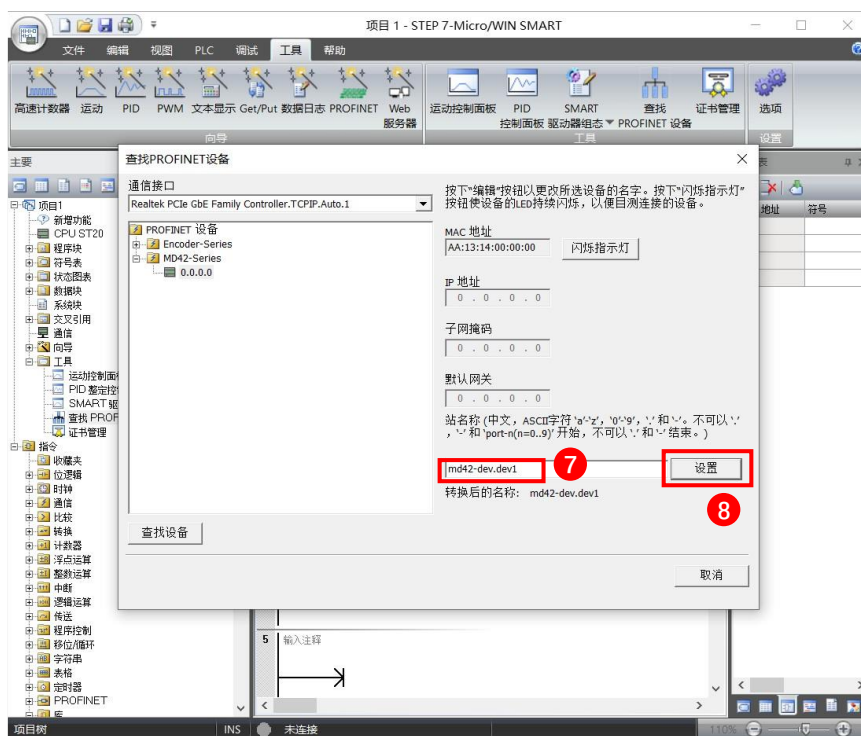 项目 1 - STEP 7-Micro/WIN SMART
文件 编辑 视图 PLC 调试 工具 帮助
高速计数器 运动 PID PWM 文本显示 Get/Put 数据日志 PROFINET Web 服务器
运动控制面板 PID 控制面板 SMART 驱动器组态 查找 PROFINET 设备 证书管理 选项
向导 工具 设置
主要
项目1
新增功能
CPU ST20
程序块
符号表
状态图表
数据块
系统块
交叉引用
通信
向导
工具
运动控制面
PID 整定控
SMART 驱
查找 PROF
证书管理
指令
收藏夹
位逻辑
时钟
通信
比较
转换
计数器
浮点运算
整数运算
中断
逻辑运算
传送
程序控制
移位/循环
字符串
表格
定时器
PROFINET
库
查找PROFINET设备
通信接口
Realtek PCIe GbE Family Controller.TCPIP.Auto.1
PROFINET 设备
Encoder-Series
MD42-Series
0.0.0.0
查找设备
按下"编辑"按钮以更改所选设备的名字。按下"闪烁指示灯"
按钮使设备的LED持续闪烁，以便目测连接的设备。
MAC 地址
AA:13:14:00:00:00 闪烁指示灯
IP 地址
0 . 0 . 0 . 0
子网掩码
0 . 0 . 0 . 0
默认网关
0 . 0 . 0 . 0
站名称 (中文，ASCII字符 'a'-'z'，'0'-'9'，'.' 和 '-'。不可以 '.'
，'-' 和 'port-n(n=0..9)' 开始，不可以 '.' 和 '-' 结束。)
md42-dev.dev1 7 设置
转换后的名称: md42-dev.dev1 8
取消
表
地址 符号
5 输入注释
项目树 INS 未连接 110%